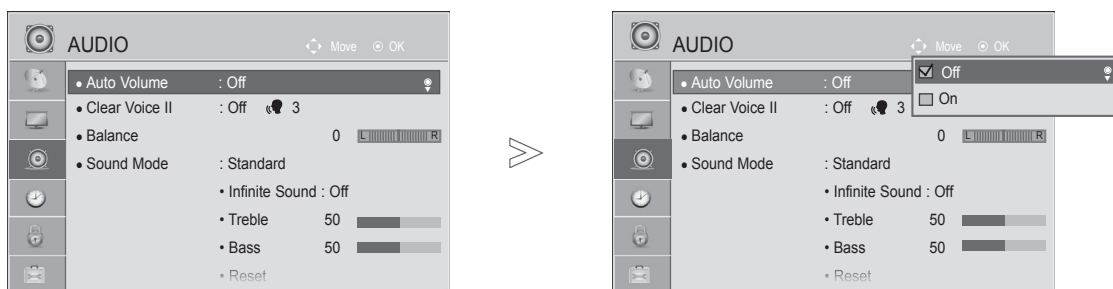 AUDIO
Move OK
• Auto Volume : Off
• Clear Voice II : Off 3
• Balance 0 L R
• Sound Mode : Standard
• Infinite Sound : Off
• Treble 50
• Bass 50
• Reset
AUDIO
Move OK
• Auto Volume : Off
Off
On
• Clear Voice II : Off 3
• Balance 0 L R
• Sound Mode : Standard
• Infinite Sound : Off
• Treble 50
• Bass 50
• Reset